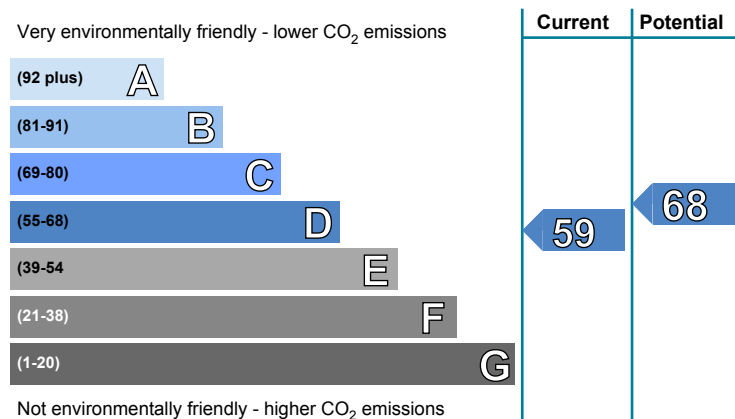 Very environmentally friendly - lower CO₂ emissions
Current
Potential
(92 plus) A
(81-91) B
(69-80) C
(55-68) D
(39-54 E
(21-38) F
(1-20) G
59
68
Not environmentally friendly - higher CO₂ emissions